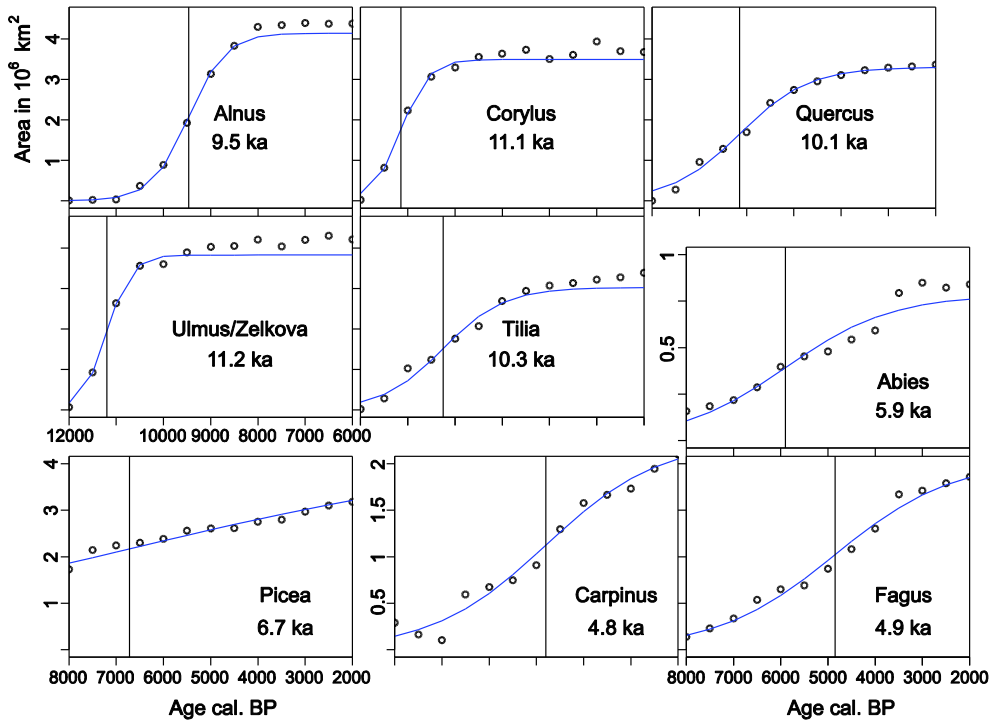 Area in 10⁶ km²
4
3
2
1
Alnus
9.5 ka
Corylus
11.1 ka
Quercus
10.1 ka
Ulmus/Zelkova
11.2 ka
12000 10000 9000 8000 7000 6000
Tilia
10.3 ka
1
0.5
Abies
5.9 ka
4
3
2
1
Picea
6.7 ka
8000 7000 6000 5000 4000 3000 2000
Age cal. BP
2
1.5
1
0.5
Carpinus
4.8 ka
Fagus
4.9 ka
8000 7000 6000 5000 4000 3000 2000
Age cal. BP